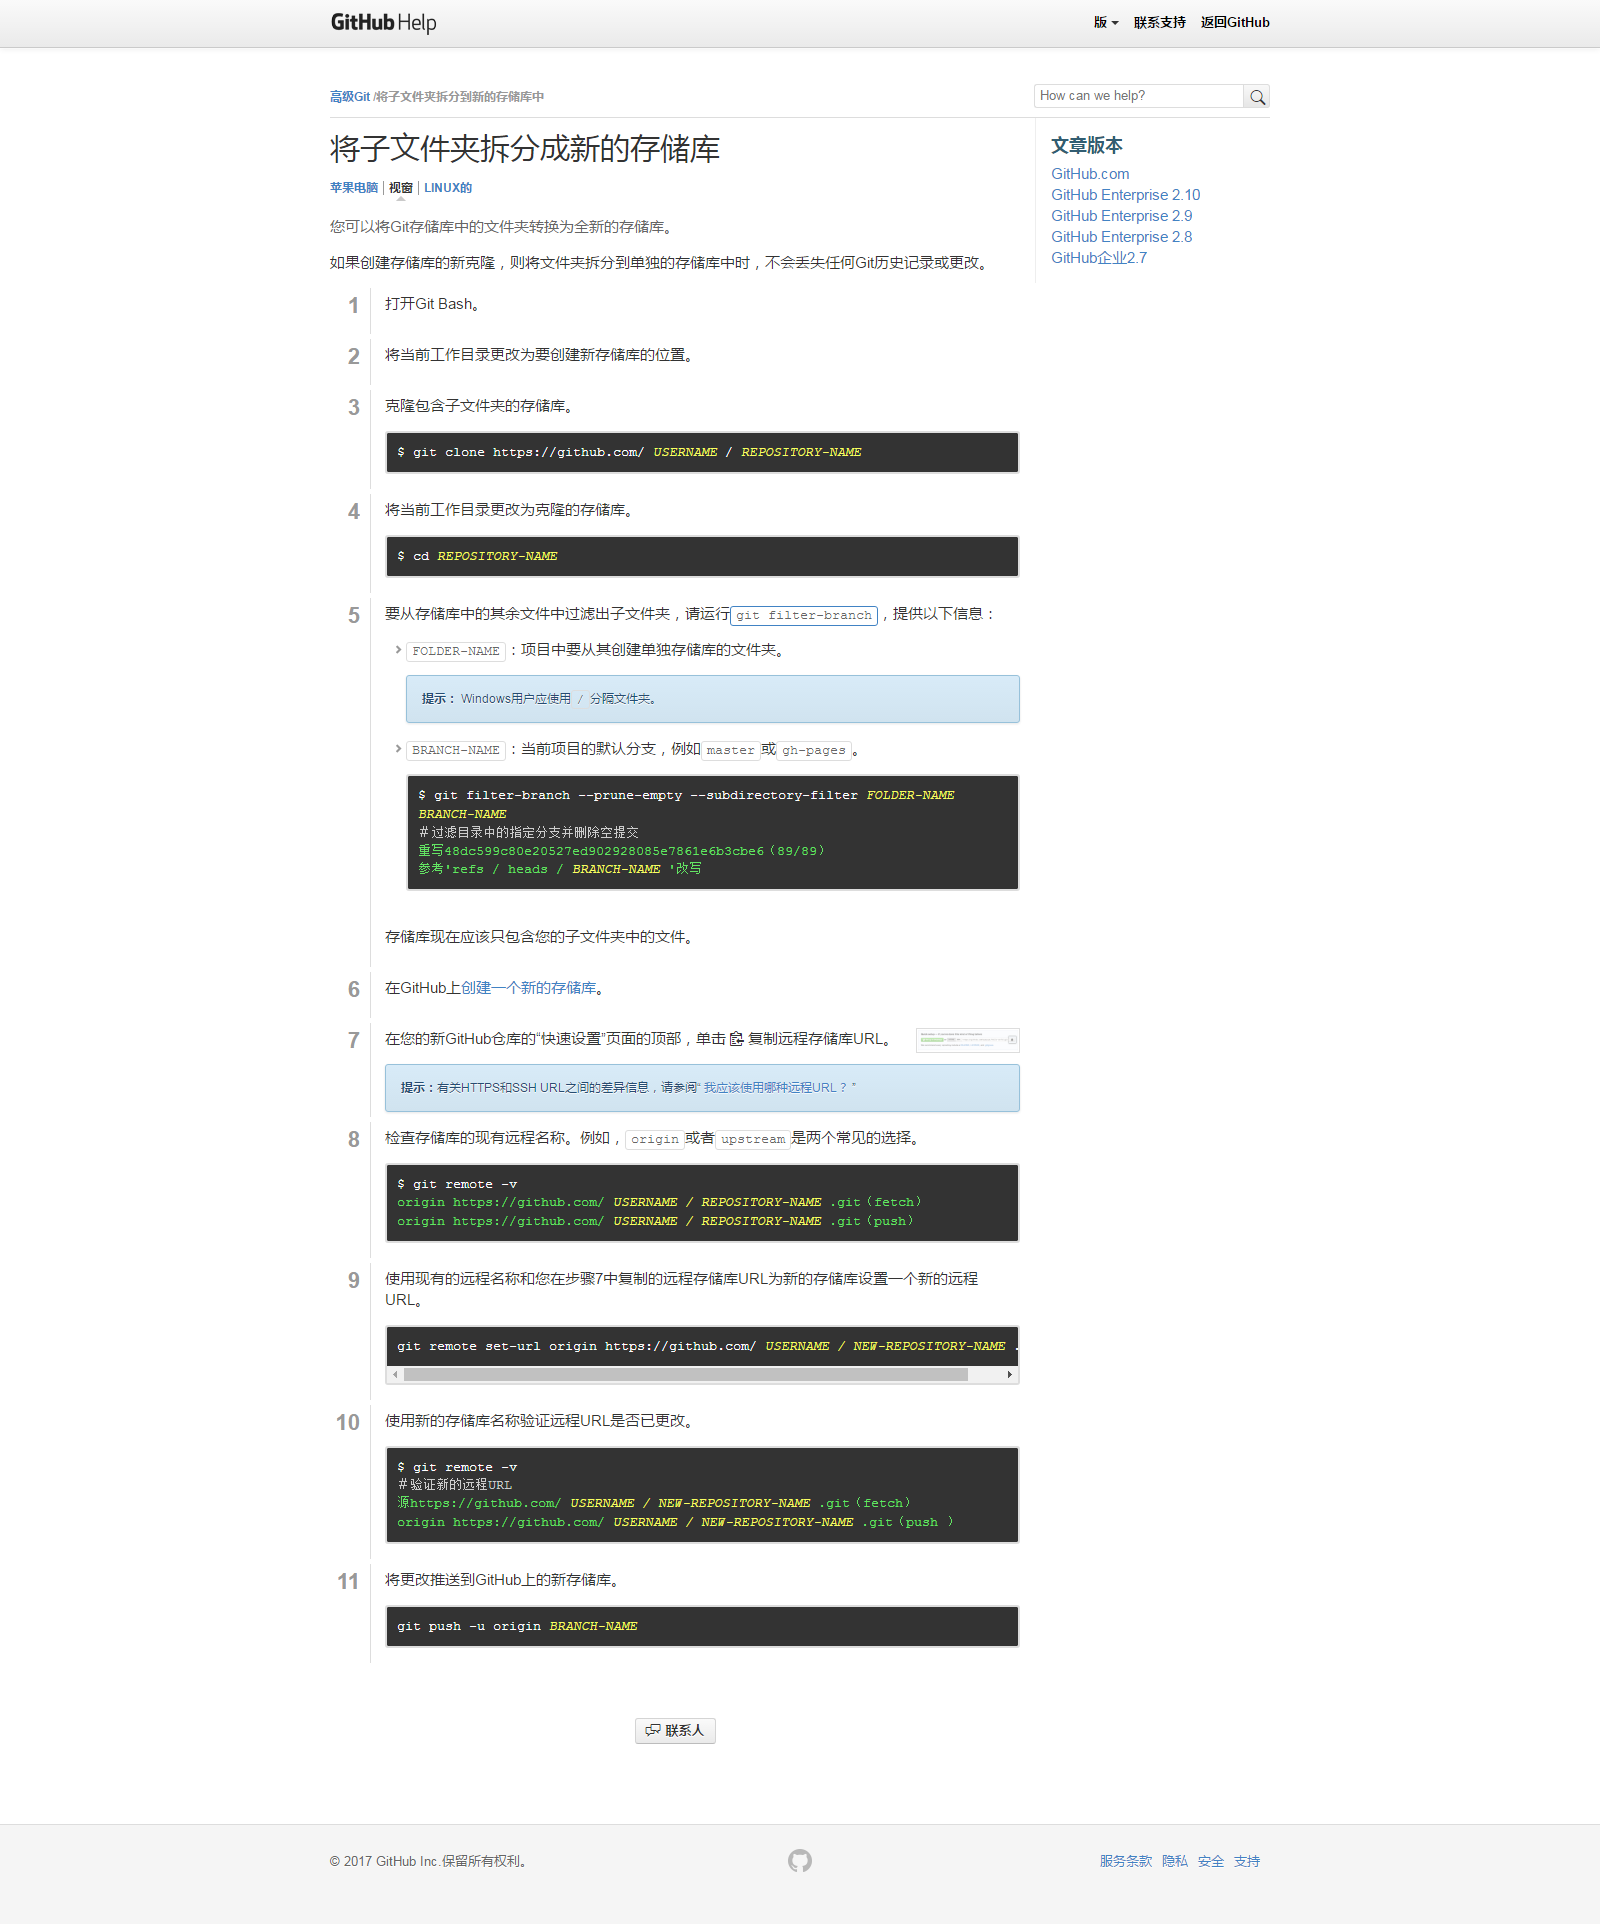 GitHub Help
版 联系支持 返回GitHub
高级Git /将子文件夹拆分到新的存储库中
How can we help?
将子文件夹拆分成新的存储库
苹果电脑 | 视窗 | LINUX的
您可以将Git存储库中的文件夹转换为全新的存储库。
如果创建存储库的新克隆，则将文件夹拆分到单独的存储库中时，不会丢失任何Git历史记录或更改。
文章版本
GitHub.com
GitHub Enterprise 2.10
GitHub Enterprise 2.9
GitHub Enterprise 2.8
GitHub企业2.7
1 打开Git Bash。
2 将当前工作目录更改为要创建新存储库的位置。
3 克隆包含子文件夹的存储库。
$ git clone https://github.com/ USERNAME / REPOSITORY-NAME
4 将当前工作目录更改为克隆的存储库。
$ cd REPOSITORY-NAME
5 要从存储库中的其余文件中过滤出子文件夹，请运行git filter-branch，提供以下信息：
FOLDER-NAME：项目中要从其创建单独存储库的文件夹。
提示： Windows用户应使用 / 分隔文件夹。
BRANCH-NAME：当前项目的默认分支，例如master或gh-pages。
$ git filter-branch --prune-empty --subdirectory-filter FOLDER-NAME
BRANCH-NAME
＃过滤目录中的指定分支并删除空提交
重写48dc599c80e20527ed902928085e7861e6b3cbe6（89/89）
参考'refs / heads / BRANCH-NAME '改写
存储库现在应该只包含您的子文件夹中的文件。
6 在GitHub上创建一个新的存储库。
7 在您的新GitHub仓库的“快速设置”页面的顶部，单击 复制远程存储库URL。
提示：有关HTTPS和SSH URL之间的差异信息，请参阅“ 我应该使用哪种远程URL？ ”
8 检查存储库的现有远程名称。例如，origin或者upstream是两个常见的选择。
$ git remote -v
origin https://github.com/ USERNAME / REPOSITORY-NAME .git（fetch）
origin https://github.com/ USERNAME / REPOSITORY-NAME .git（push）
9 使用现有的远程名称和您在步骤7中复制的远程存储库URL为新的存储库设置一个新的远程
URL。
git remote set-url origin https://github.com/ USERNAME / NEW-REPOSITORY-NAME .
10 使用新的存储库名称验证远程URL是否已更改。
$ git remote -v
＃验证新的远程URL
源https://github.com/ USERNAME / NEW-REPOSITORY-NAME .git（fetch）
origin https://github.com/ USERNAME / NEW-REPOSITORY-NAME .git（push ）
11 将更改推送到GitHub上的新存储库。
git push -u origin BRANCH-NAME
联系人
© 2017 GitHub Inc.保留所有权利。
服务条款 隐私 安全 支持